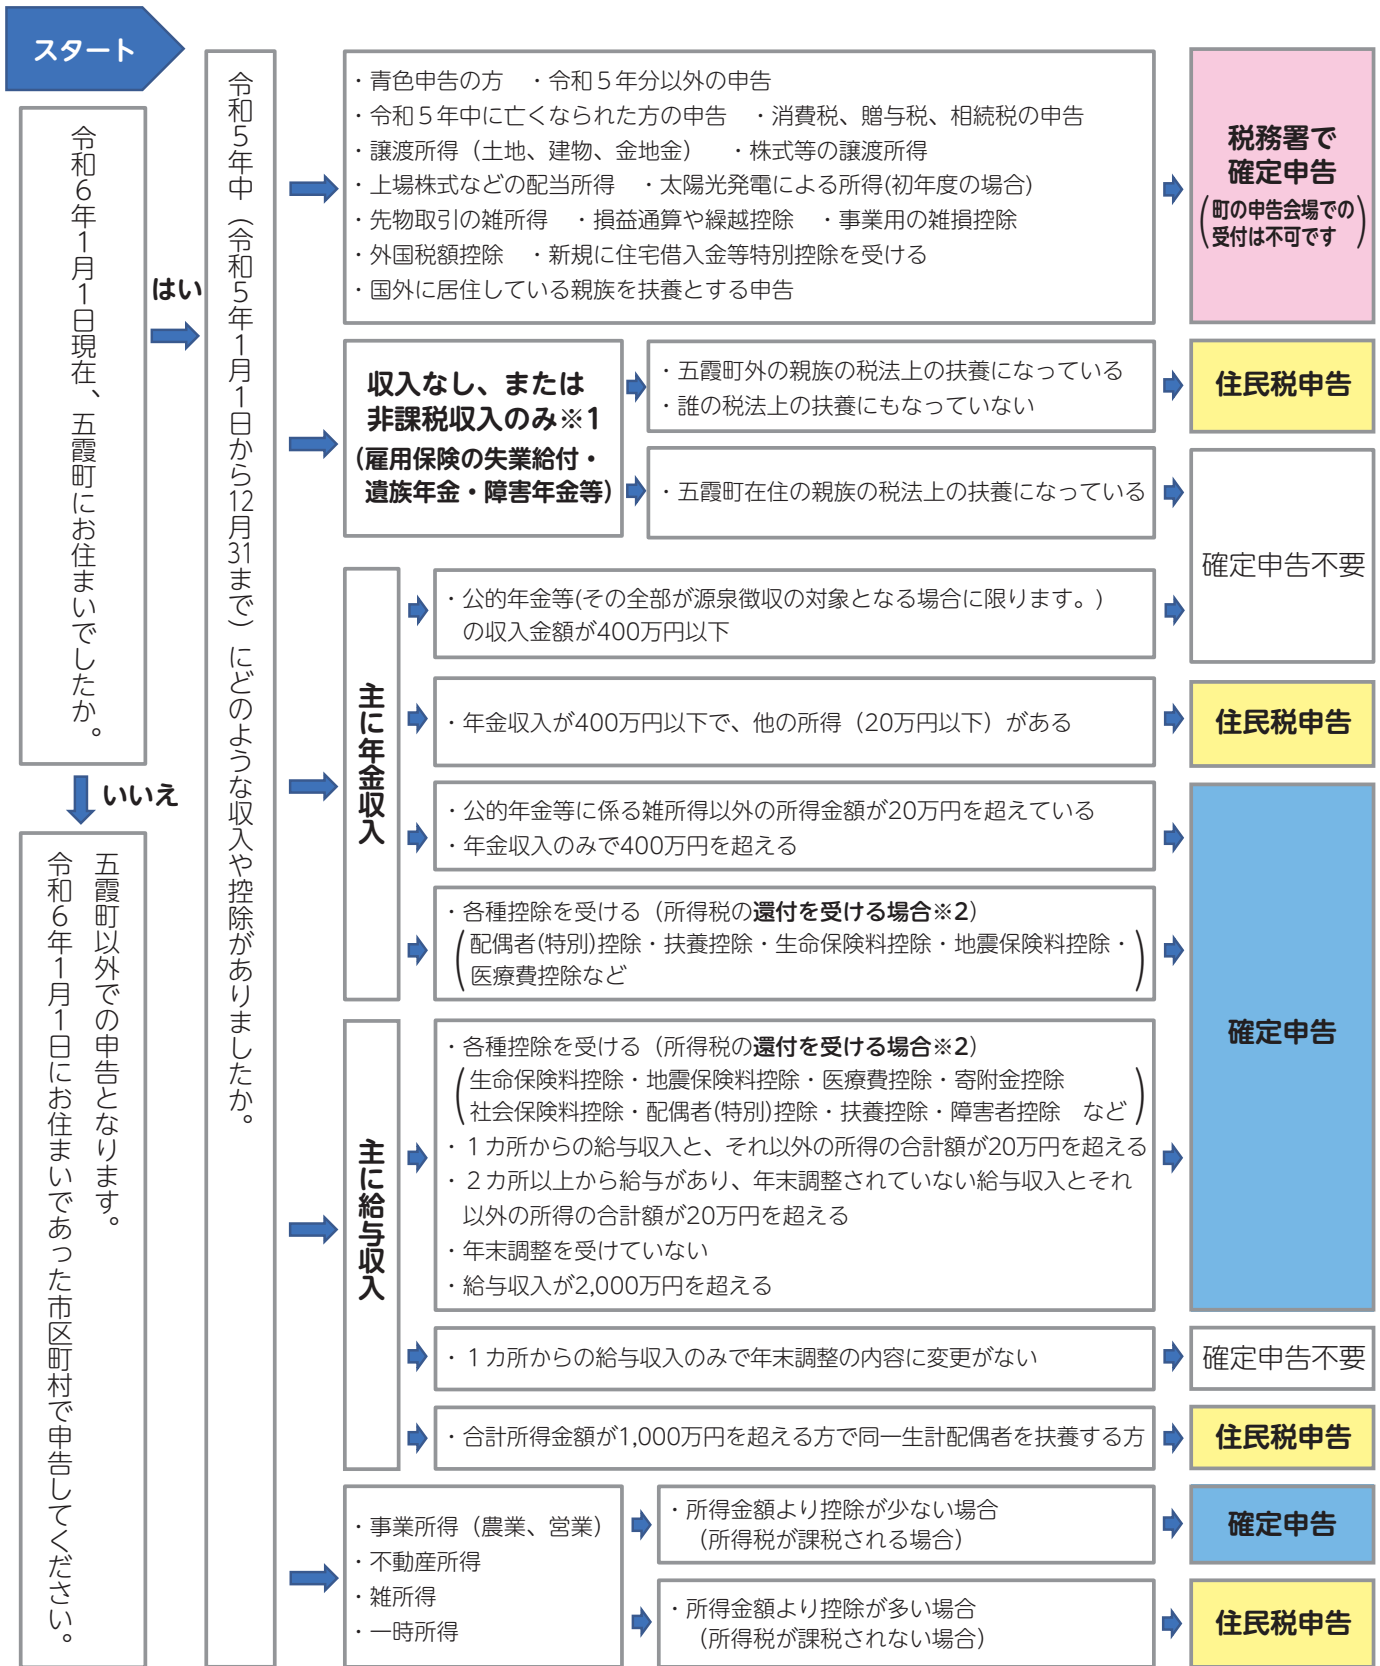 スタート
令和6年1月1日現在、五霞町にお住まいでしたか。
はい
いいえ
五霞町以外での申告となります。
令和6年1月1日にお住まいであった市区町村で申告してください。
令和5年中（令和5年1月1日から12月31まで）にどのような収入や控除がありましたか。
・青色申告の方　・令和５年分以外の申告
・令和５年中に亡くなられた方の申告　・消費税、贈与税、相続税の申告
・譲渡所得（土地、建物、金地金）　・株式等の譲渡所得
・上場株式などの配当所得　・太陽光発電による所得(初年度の場合)
・先物取引の雑所得　・損益通算や繰越控除　・事業用の雑損控除
・外国税額控除　・新規に住宅借入金等特別控除を受ける
・国外に居住している親族を扶養とする申告
税務署で
確定申告
(町の申告会場での
受付は不可です)
収入なし、または
非課税収入のみ※1
(雇用保険の失業給付・
遺族年金・障害年金等)
・五霞町外の親族の税法上の扶養になっている
・誰の税法上の扶養にもなっていない
住民税申告
・五霞町在住の親族の税法上の扶養になっている
確定申告不要
主に年金収入
・公的年金等(その全部が源泉徴収の対象となる場合に限ります。)
の収入金額が400万円以下
・年金収入が400万円以下で、他の所得（20万円以下）がある
住民税申告
・公的年金等に係る雑所得以外の所得金額が20万円を超えている
・年金収入のみで400万円を超える
・各種控除を受ける（所得税の還付を受ける場合※2）
(配偶者(特別)控除・扶養控除・生命保険料控除・地震保険料控除・
医療費控除など)
確定申告
主に給与収入
・各種控除を受ける（所得税の還付を受ける場合※2）
(生命保険料控除・地震保険料控除・医療費控除・寄附金控除
社会保険料控除・配偶者(特別)控除・扶養控除・障害者控除　など)
・１カ所からの給与収入と、それ以外の所得の合計額が20万円を超える
・２カ所以上から給与があり、年末調整されていない給与収入とそれ
以外の所得の合計額が20万円を超える
・年末調整を受けていない
・給与収入が2,000万円を超える
・１カ所からの給与収入のみで年末調整の内容に変更がない
確定申告不要
・合計所得金額が1,000万円を超える方で同一生計配偶者を扶養する方
住民税申告
・事業所得（農業、営業）
・不動産所得
・雑所得
・一時所得
・所得金額より控除が少ない場合
（所得税が課税される場合）
確定申告
・所得金額より控除が多い場合
（所得税が課税されない場合）
住民税申告